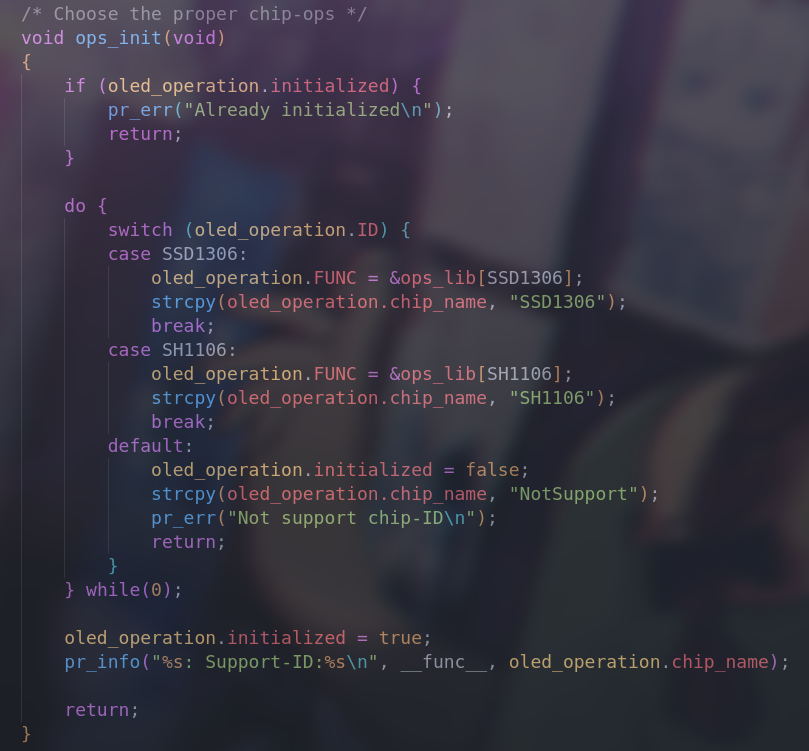 /* Choose the proper chip-ops */
void ops_init(void)
{
    if (oled_operation.initialized) {
        pr_err("Already initialized\n");
        return;
    }

    do {
        switch (oled_operation.ID) {
        case SSD1306:
            oled_operation.FUNC = &ops_lib[SSD1306];
            strcpy(oled_operation.chip_name, "SSD1306");
            break;
        case SH1106:
            oled_operation.FUNC = &ops_lib[SH1106];
            strcpy(oled_operation.chip_name, "SH1106");
            break;
        default:
            oled_operation.initialized = false;
            strcpy(oled_operation.chip_name, "NotSupport");
            pr_err("Not support chip-ID\n");
            return;
        }
    } while(0);

    oled_operation.initialized = true;
    pr_info("%s: Support-ID:%s\n", __func__, oled_operation.chip_name);

    return;
}